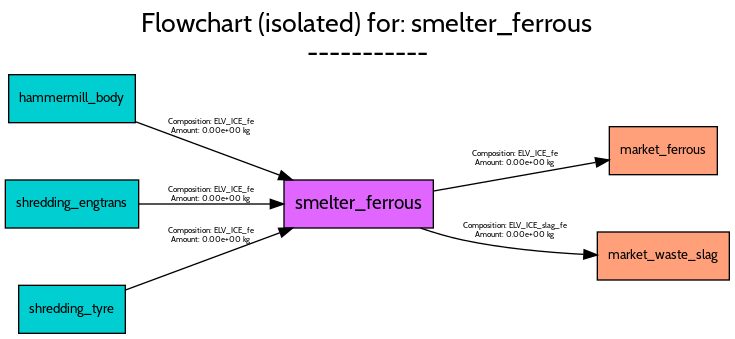 Flowchart (isolated) for: smelter_ferrous
-----------
hammermill_body
Composition: ELV_ICE_fe
Amount: 0.00e+00 kg
shredding_engtrans
Composition: ELV_ICE_fe
Amount: 0.00e+00 kg
shredding_tyre
Composition: ELV_ICE_fe
Amount: 0.00e+00 kg
smelter_ferrous
Composition: ELV_ICE_fe
Amount: 0.00e+00 kg
market_ferrous
Composition: ELV_ICE_slag_fe
Amount: 0.00e+00 kg
market_waste_slag